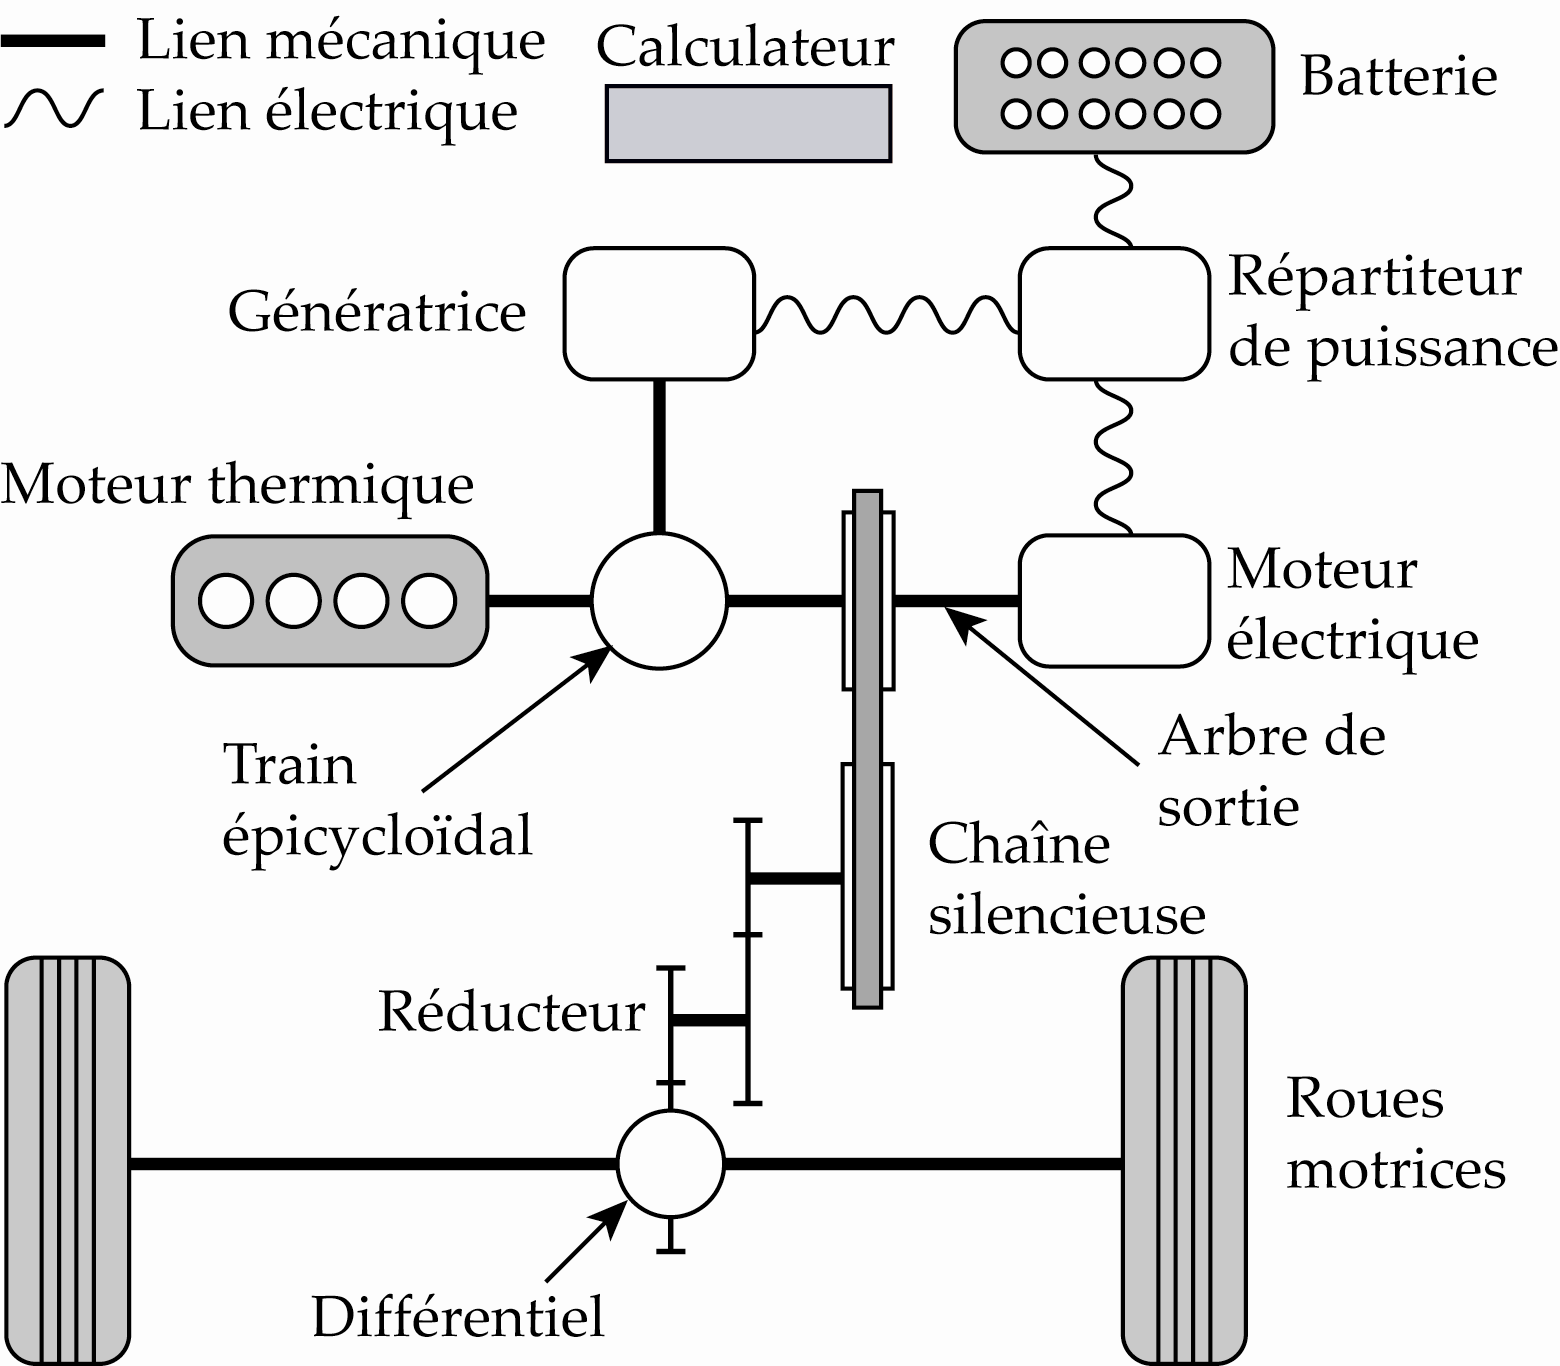 Lien mécanique
Lien électrique
Calculateur
Batterie
Génératrice
Répartiteur
de puissance
Moteur thermique
Moteur
électrique
Train
épicycloïdal
Arbre de
sortie
Chaîne
silencieuse
Réducteur
Roues
motrices
Différentiel